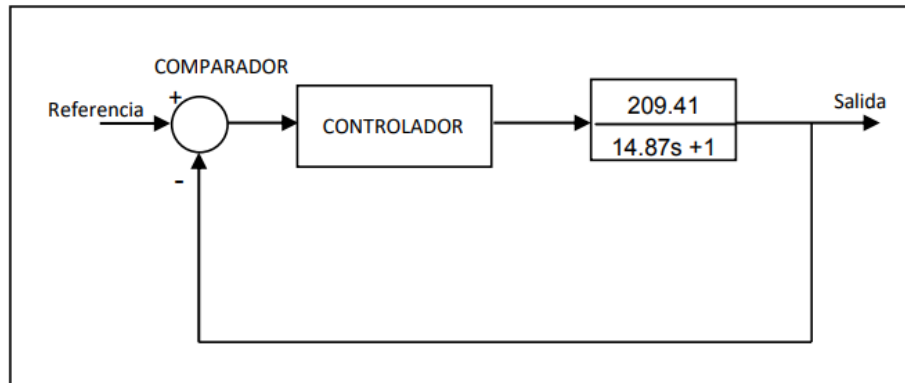 COMPARADOR
Referencia
+
-
CONTROLADOR
209.41
14.87s +1
Salida